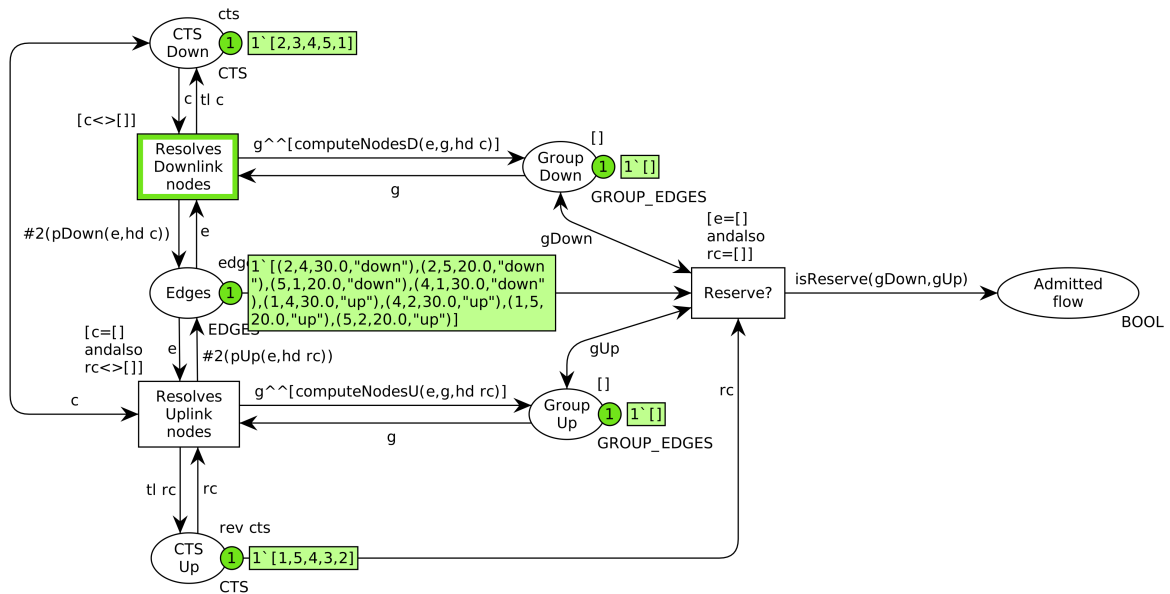 cts
CTS
Down
1
1`[2,3,4,5,1]
CTS
c
tl c
[c<>[]]
Resolves
Downlink
nodes
g^^[computeNodesD(e,g,hd c)]
g
[]
Group
Down
1
1`[]
GROUP_EDGES
#2(pDown(e,hd c))
e
gDown
[e=[]
andalso
rc=[]]
edge
Edges
1
1`[(2,4,30.0,"down"),(2,5,20.0,"down
"),(5,1,20.0,"down"),(4,1,30.0,"down"
),(1,4,30.0,"up"),(4,2,30.0,"up"),(1,5,
20.0,"up"),(5,2,20.0,"up")]
EDGES
Reserve?
isReserve(gDown,gUp)
Admitted
flow
BOOL
[c=[]
andalso
rc<>[]]
e
#2(pUp(e,hd rc))
gUp
c
Resolves
Uplink
nodes
g^^[computeNodesU(e,g,hd rc)]
g
[]
Group
Up
1
1`[]
GROUP_EDGES
rc
tl rc
rc
rev cts
CTS
Up
1
1`[1,5,4,3,2]
CTS